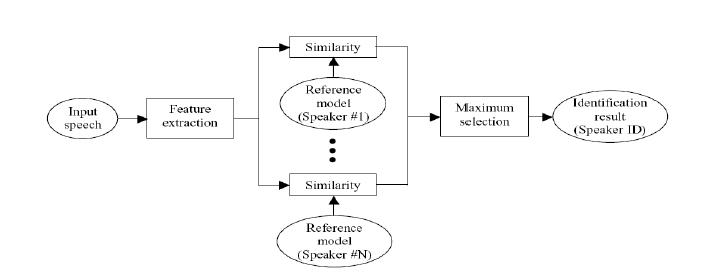 Input
speech
Feature
extraction
Similarity
Reference
model
(Speaker #1)
Similarity
Reference
model
(Speaker #N)
Maximum
selection
Identification
result
(Speaker ID)